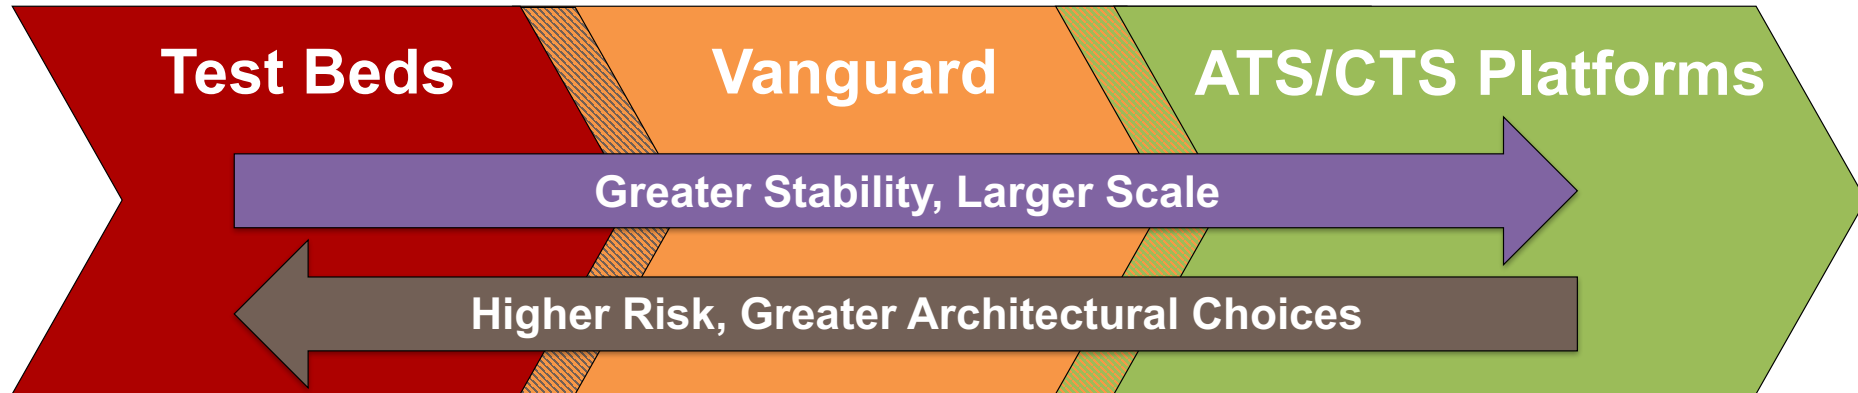 Test Beds
Vanguard
ATS/CTS Platforms
Greater Stability, Larger Scale
Higher Risk, Greater Architectural Choices